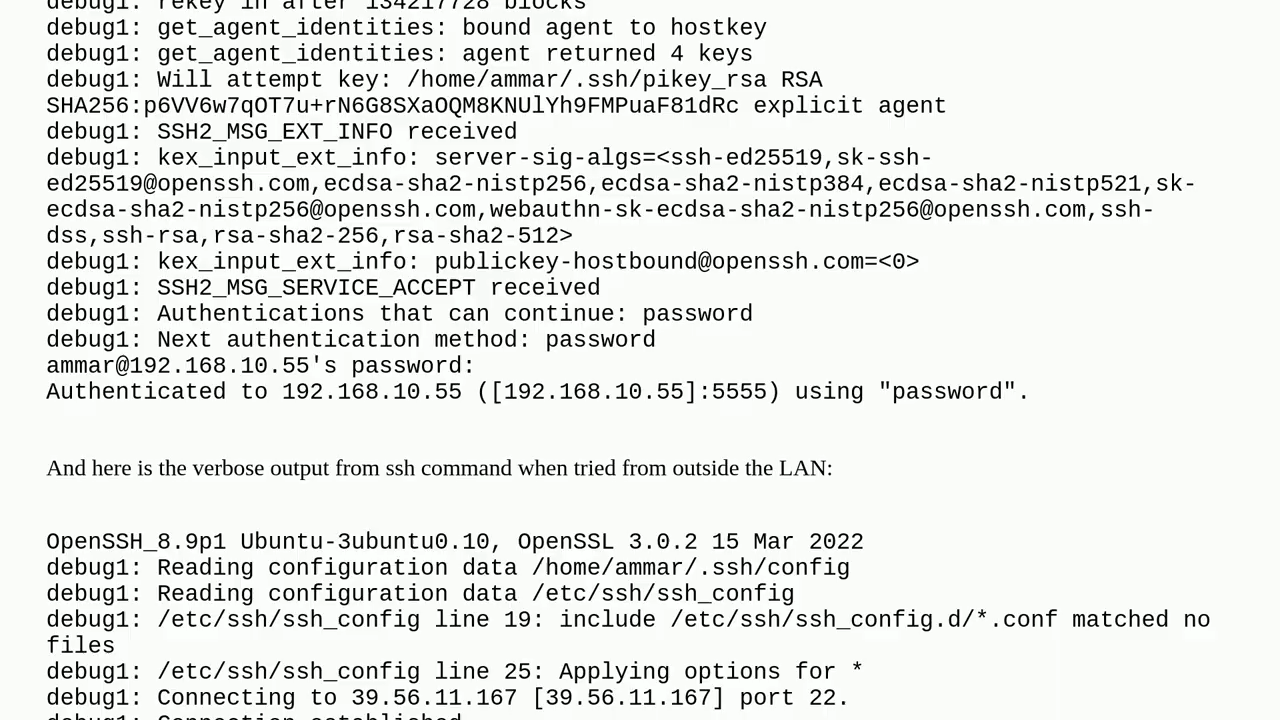 debug1: rekey in after 134217728 blocks
debug1: get_agent_identities: bound agent to hostkey
debug1: get_agent_identities: agent returned 4 keys
debug1: Will attempt key: /home/ammar/.ssh/pikey_rsa RSA
SHA256:p6VV6w7qOT7u+rN6G8SXaOQM8KNUlYh9FMPuaF81dRc explicit agent
debug1: SSH2_MSG_EXT_INFO received
debug1: kex_input_ext_info: server-sig-algs=<ssh-ed25519,sk-ssh-
ed25519@openssh.com,ecdsa-sha2-nistp256,ecdsa-sha2-nistp384,ecdsa-sha2-nistp521,sk-
ecdsa-sha2-nistp256@openssh.com,webauthn-sk-ecdsa-sha2-nistp256@openssh.com,ssh-
dss,ssh-rsa,rsa-sha2-256,rsa-sha2-512>
debug1: kex_input_ext_info: publickey-hostbound@openssh.com=<0>
debug1: SSH2_MSG_SERVICE_ACCEPT received
debug1: Authentications that can continue: password
debug1: Next authentication method: password
ammar@192.168.10.55's password:
Authenticated to 192.168.10.55 ([192.168.10.55]:5555) using "password".
And here is the verbose output from ssh command when tried from outside the LAN:
OpenSSH_8.9p1 Ubuntu-3ubuntu0.10, OpenSSL 3.0.2 15 Mar 2022
debug1: Reading configuration data /home/ammar/.ssh/config
debug1: Reading configuration data /etc/ssh/ssh_config
debug1: /etc/ssh/ssh_config line 19: include /etc/ssh/ssh_config.d/*.conf matched no
files
debug1: /etc/ssh/ssh_config line 25: Applying options for *
debug1: Connecting to 39.56.11.167 [39.56.11.167] port 22.
debug1: Connection established